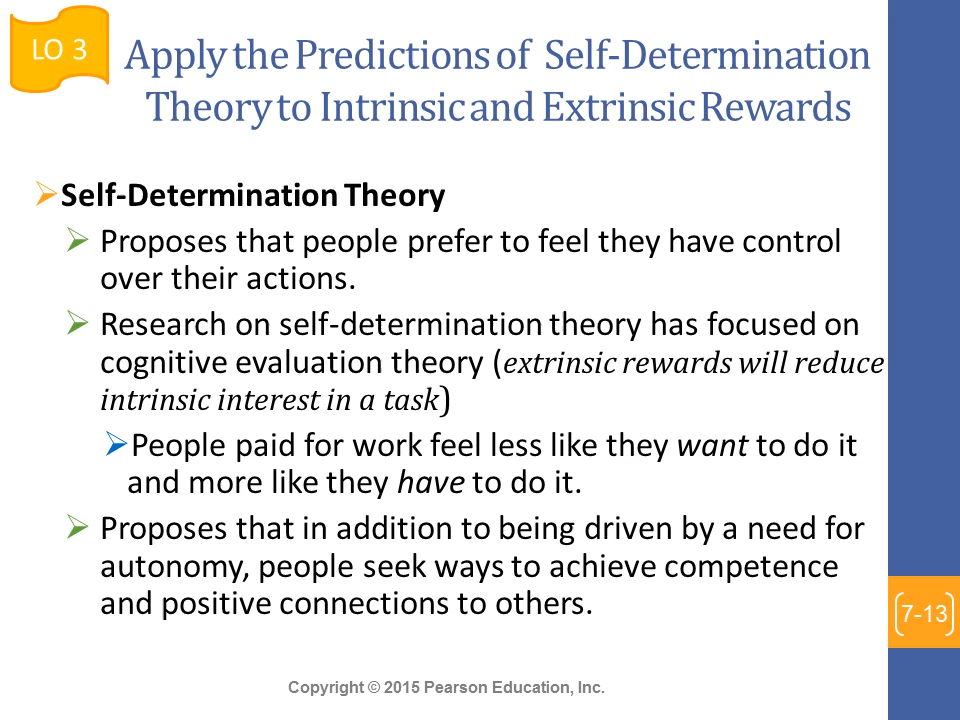 LO 3
Apply the Predictions of Self-Determination
Theory to Intrinsic and Extrinsic Rewards
Self-Determination Theory
Proposes that people prefer to feel they have control
over their actions.
Research on self-determination theory has focused on
cognitive evaluation theory (extrinsic rewards will reduce
intrinsic interest in a task)
People paid for work feel less like they want to do it
and more like they have to do it.
Proposes that in addition to being driven by a need for
autonomy, people seek ways to achieve competence
and positive connections to others.
7-13
Copyright © 2015 Pearson Education, Inc.